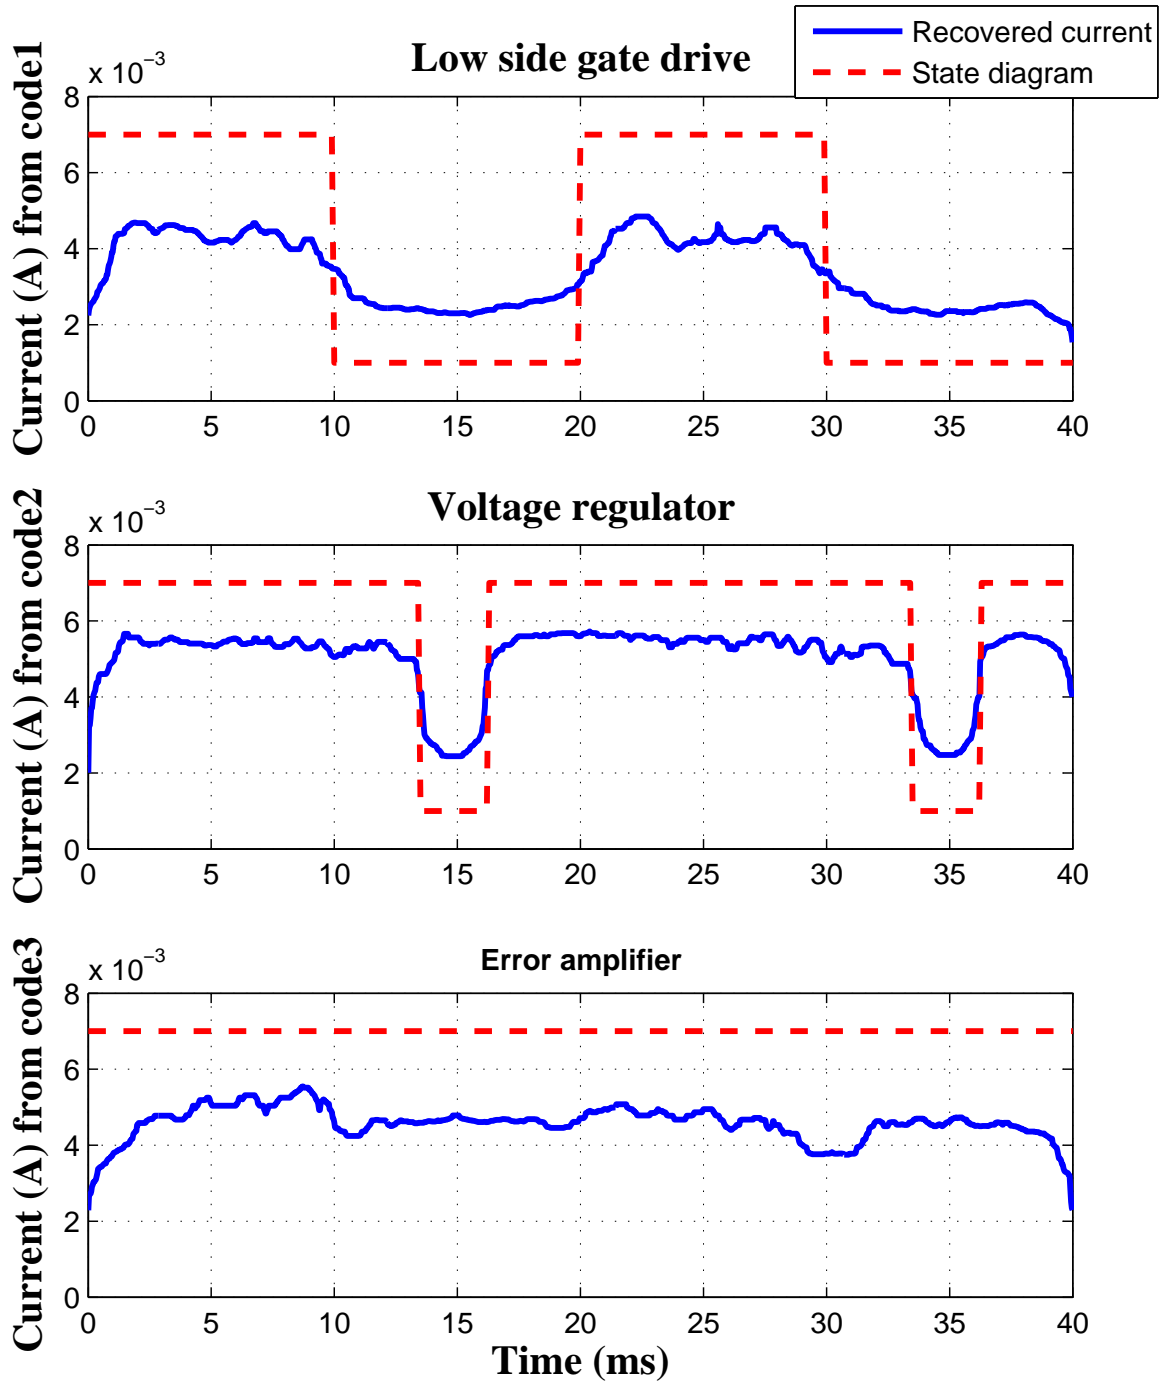 Recovered current
State diagram
Low side gate drive
x 10⁻³
Current (A) from code1
8
6
4
2
0
0 5 10 15 20 25 30 35 40
Voltage regulator
x 10⁻³
Current (A) from code2
8
6
4
2
0
0 5 10 15 20 25 30 35 40
Error amplifier
x 10⁻³
Current (A) from code3
8
6
4
2
0
0 5 10 15 20 25 30 35 40
Time (ms)